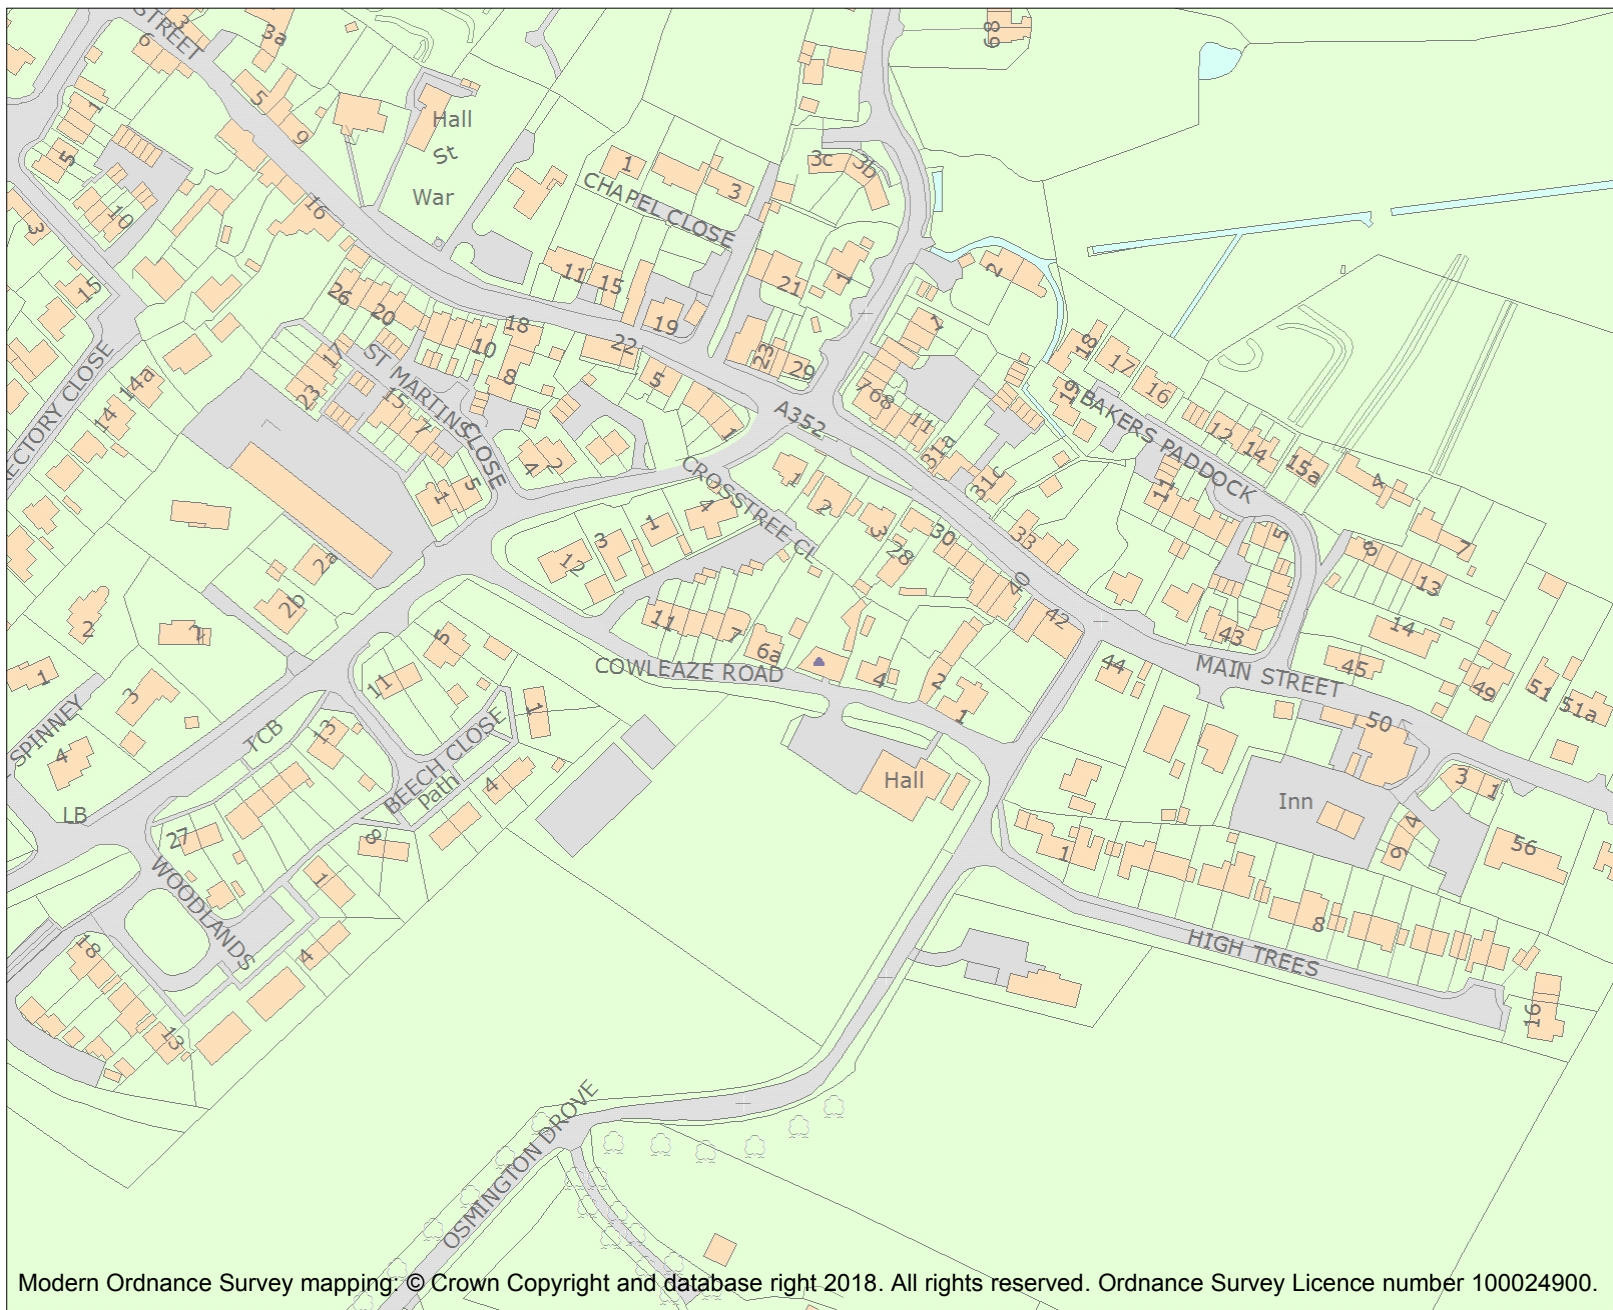 STREET
3
3a
68
6
5
9
1
5
10
16
3
15
Hall
St
War
1
CHAPEL CLOSE
3
3c
3b
11
15
19
21
1
2
26
20
18
10
22
8
5
1
23
29
1
768
11
31a
31c
A352
18
17
19
16
BAKERS PADDOCK
12
14
15a
4
11
5
7
8
13
14
RECTORY CLOSE
14a
14
17
23
15
7
ST MARTINS CLOSE
4
2
1
5
CROSSTREE CL
1
2
3
28
30
33
40
42
43
44
45
49
51
51a
MAIN STREET
50
3
1
3
12
1
4
11
7
6a
4
2
1
COWLEAZE ROAD
2a
2b
2
2
1
3
4
SPINNEY
TCB
LB
5
11
13
1
BEECH CLOSE
Path
4
8
27
WOODLANDS
1
4
18
13
Hall
Inn
4
9
56
1
8
HIGH TREES
16
OSMINGTON DROVE
Modern Ordnance Survey mapping: © Crown Copyright and database right 2018. All rights reserved. Ordnance Survey Licence number 100024900.